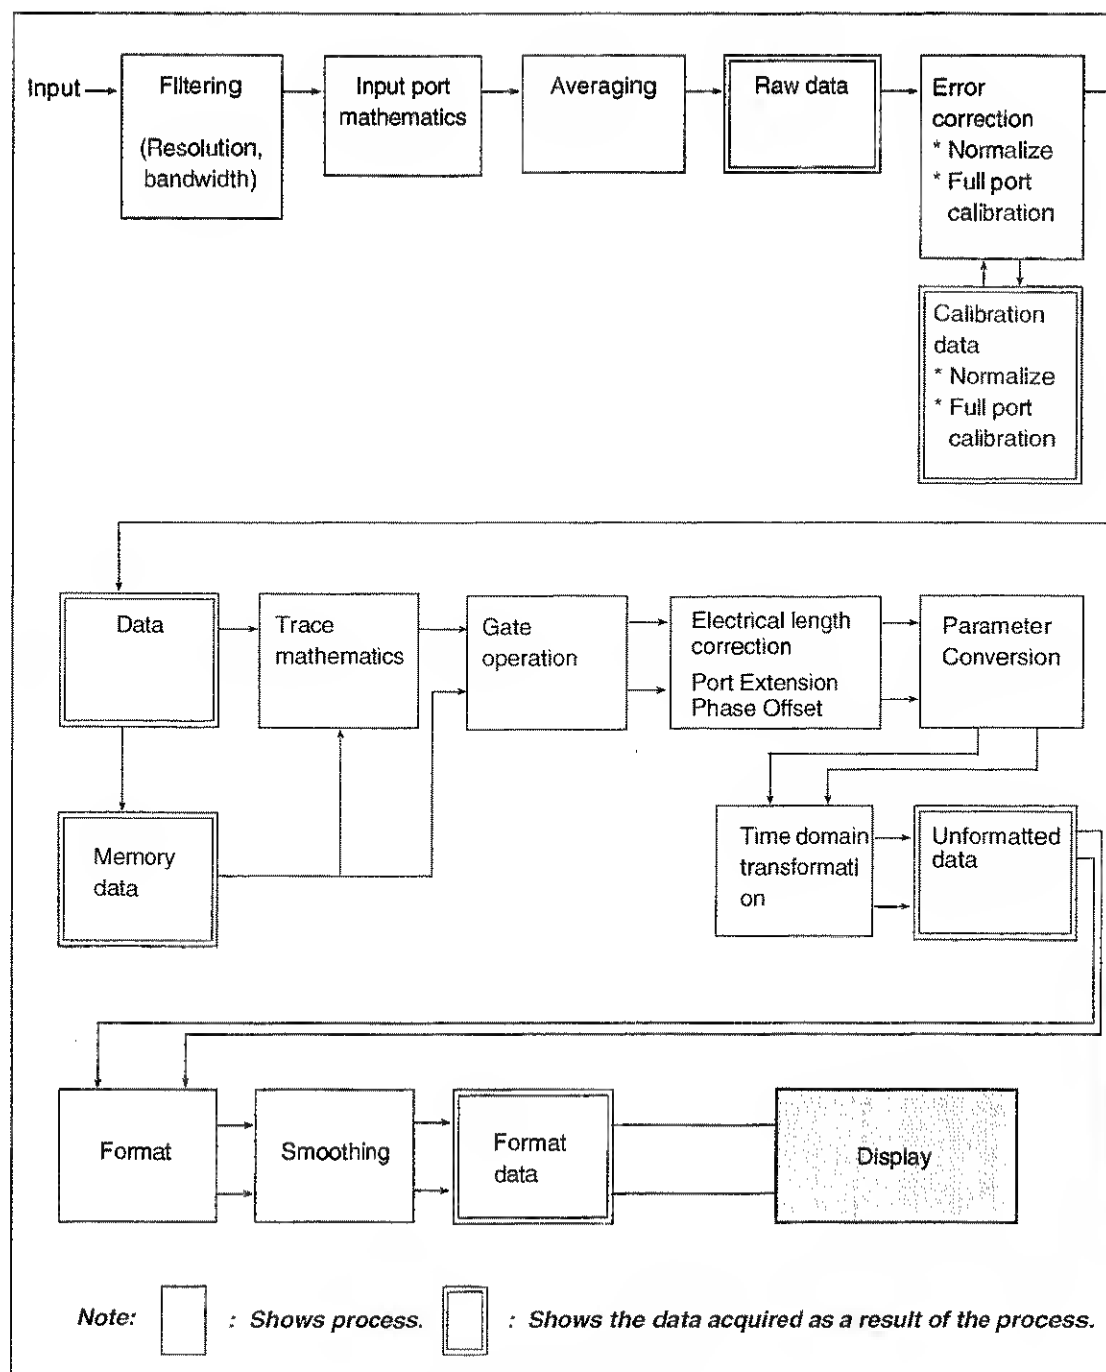 Input
Filtering
(Resolution,
bandwidth)
Input port
mathematics
Averaging
Raw data
Error
correction
* Normalize
* Full port
calibration
Calibration
data
* Normalize
* Full port
calibration
Data
Trace
mathematics
Gate
operation
Electrical length
correction
Port Extension
Phase Offset
Parameter
Conversion
Memory
data
Time domain
transformati
on
Unformatted
data
Format
Smoothing
Format
data
Display
Note:
: Shows process.
: Shows the data acquired as a result of the process.